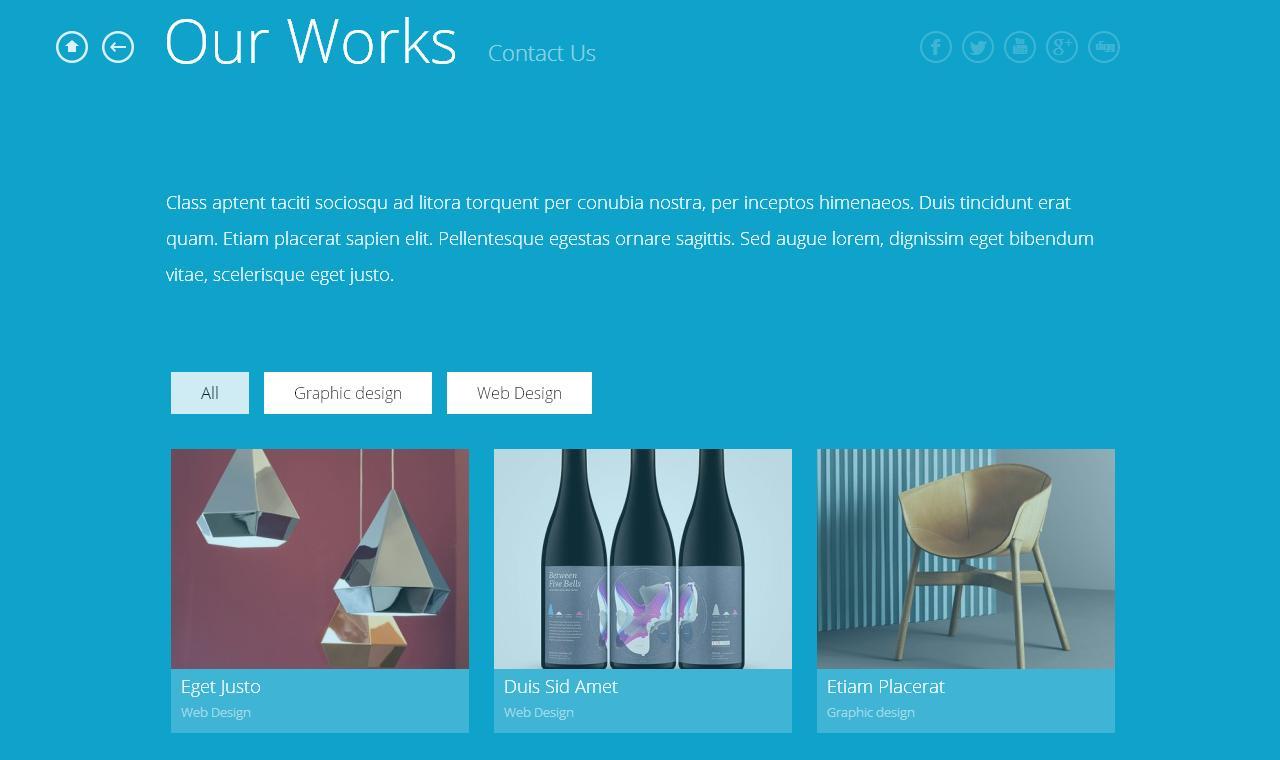 Our Works
Contact Us
g+
digg
Class aptent taciti sociosqu ad litora torquent per conubia nostra, per inceptos himenaeos. Duis tincidunt erat
quam. Etiam placerat sapien elit. Pellentesque egestas ornare sagittis. Sed augue lorem, dignissim eget bibendum
vitae, scelerisque eget justo.
All
Graphic design
Web Design
Between
Five Bells
Eget Justo
Web Design
Duis Sid Amet
Web Design
Etiam Placerat
Graphic design